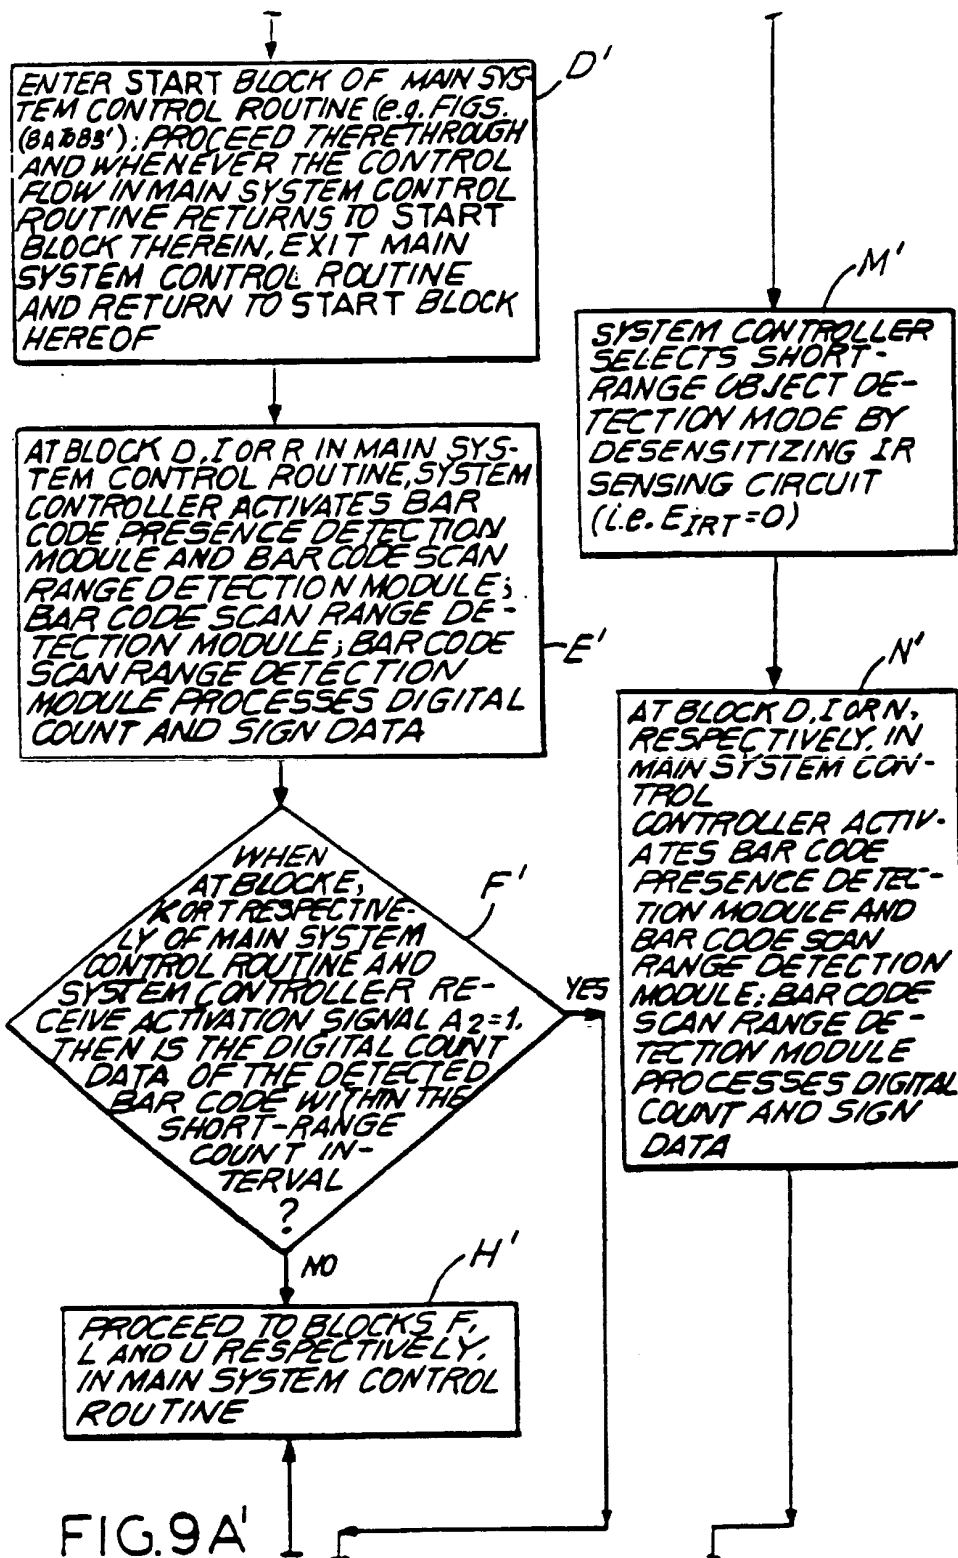 D'
ENTER START BLOCK OF MAIN SYS-
TEM CONTROL ROUTINE (e.g. FIGS.
(8A TO 8B3'); PROCEED THERETHROUGH
AND WHENEVER THE CONTROL
FLOW IN MAIN SYSTEM CONTROL
ROUTINE RETURNS TO START
BLOCK THEREIN, EXIT MAIN
SYSTEM CONTROL ROUTINE
AND RETURN TO START BLOCK
HEREOF
E'
AT BLOCK D, I OR R IN MAIN SYS-
TEM CONTROL ROUTINE, SYSTEM
CONTROLLER ACTIVATES BAR
CODE PRESENCE DETECTION
MODULE AND BAR CODE SCAN
RANGE DETECTION MODULE;
BAR CODE SCAN RANGE DE-
TECTION MODULE; BAR CODE
SCAN RANGE DETECTION
MODULE PROCESSES DIGITAL
COUNT AND SIGN DATA
F'
WHEN
AT BLOCK E,
K OR T RESPECTIVE-
LY OF MAIN SYSTEM
CONTROL ROUTINE AND
SYSTEM CONTROLLER RE-
CEIVE ACTIVATION SIGNAL A2=1,
THEN IS THE DIGITAL COUNT
DATA OF THE DETECTED
BAR CODE WITHIN THE
SHORT-RANGE
COUNT IN-
TERVAL
?
YES
NO
H'
PROCEED TO BLOCKS F,
L AND U RESPECTIVELY,
IN MAIN SYSTEM CONTROL
ROUTINE
M'
SYSTEM CONTROLLER
SELECTS SHORT-
RANGE OBJECT DE-
TECTION MODE BY
DESENSITIZING IR
SENSING CIRCUIT
(i.e. EIRT=0)
N'
AT BLOCK D, I OR N,
RESPECTIVELY, IN
MAIN SYSTEM CON-
TROL
CONTROLLER ACTIV-
ATES BAR CODE
PRESENCE DETEC-
TION MODULE AND
BAR CODE SCAN
RANGE DETECTION
MODULE; BAR CODE
SCAN RANGE DE-
TECTION MODULE
PROCESSES DIGITAL
COUNT AND SIGN
DATA
FIG. 9A'